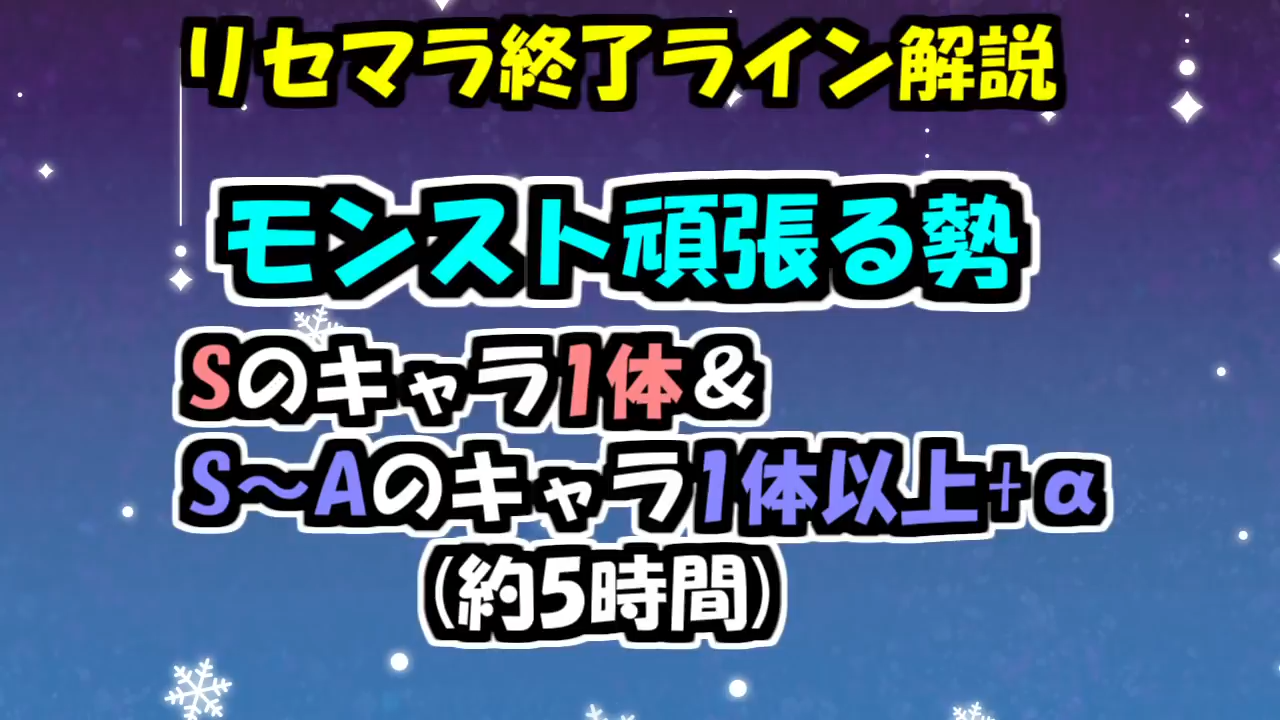 リセマラ終了ライン解説
モンスト頑張る勢
Sのキャラ1体&
S~Aのキャラ1体以上+α
(約5時間)